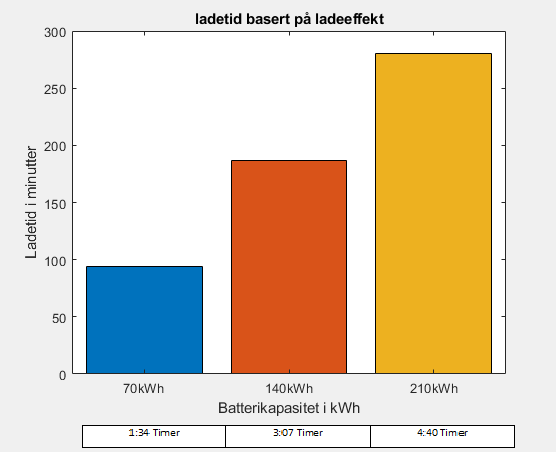 ladetid basert på ladeeffekt
300
250
200
150
100
50
0
Ladetid i minutter
70kWh 140kWh 210kWh
Batterikapasitet i kWh
1:34 Timer 3:07 Timer 4:40 Timer